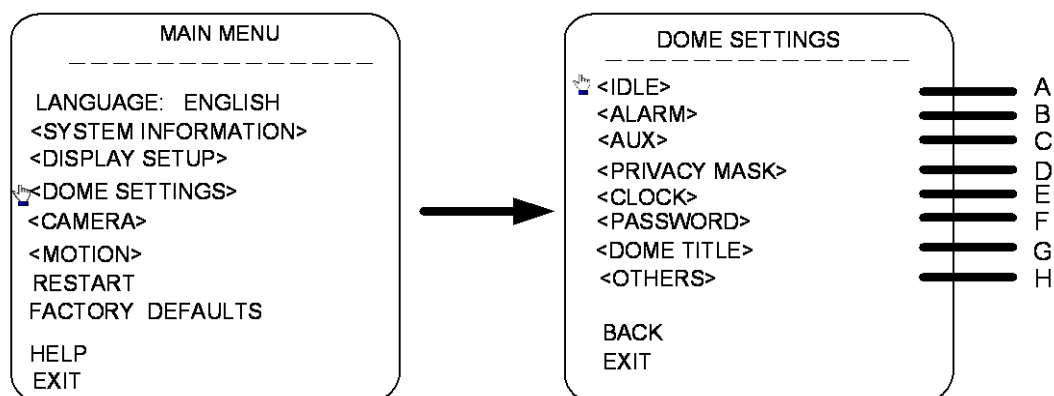 MAIN MENU
LANGUAGE: ENGLISH
<SYSTEM INFORMATION>
<DISPLAY SETUP>
<DOME SETTINGS>
<CAMERA>
<MOTION>
RESTART
FACTORY DEFAULTS
HELP
EXIT
DOME SETTINGS
<IDLE> A
<ALARM> B
<AUX> C
<PRIVACY MASK> D
<CLOCK> E
<PASSWORD> F
<DOME TITLE> G
<OTHERS> H
BACK
EXIT